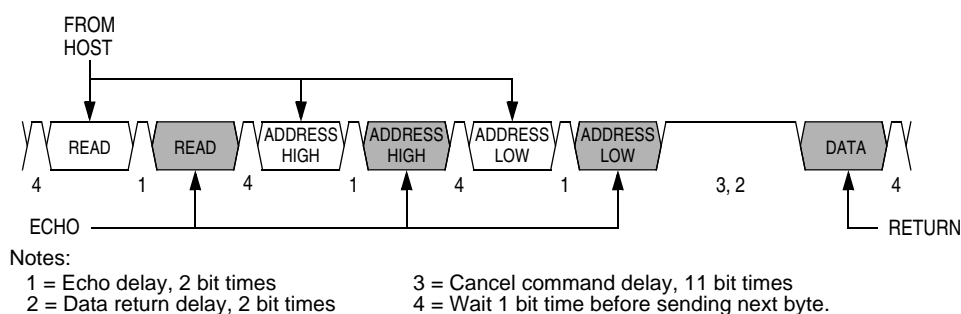 FROM
HOST
READ
READ
ADDRESS
HIGH
ADDRESS
HIGH
ADDRESS
LOW
ADDRESS
LOW
DATA
4
1
4
1
4
1
3, 2
4
ECHO
RETURN
Notes:
1 = Echo delay, 2 bit times
2 = Data return delay, 2 bit times
3 = Cancel command delay, 11 bit times
4 = Wait 1 bit time before sending next byte.